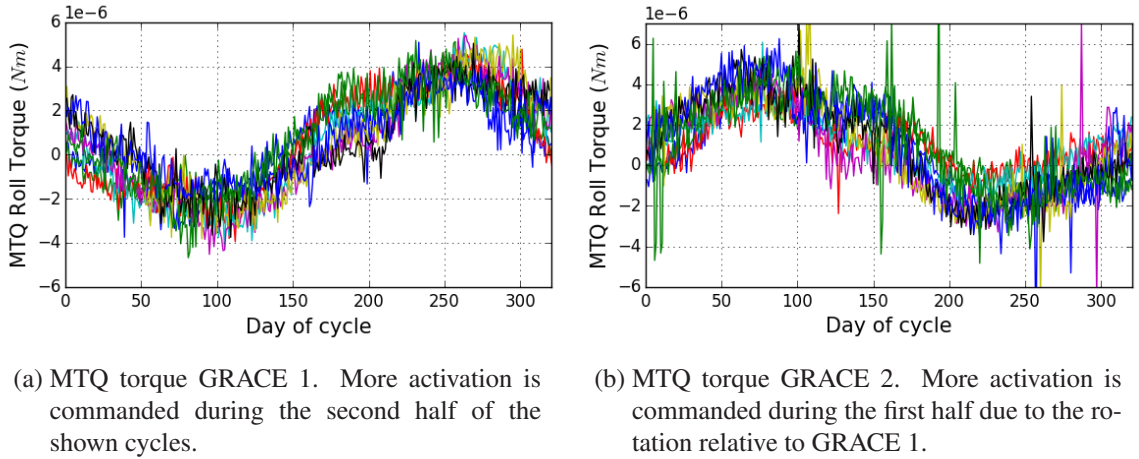 1e−6
6
4
2
0
−2
−4
−6
MTQ Roll Torque (Nm)
0 50 100 150 200 250 300
Day of cycle
1e−6
6
4
2
0
−2
−4
−6
MTQ Roll Torque (Nm)
0 50 100 150 200 250 300
Day of cycle
(a) MTQ torque GRACE 1. More activation is
commanded during the second half of the
shown cycles.
(b) MTQ torque GRACE 2. More activation is
commanded during the first half due to the ro-
tation relative to GRACE 1.